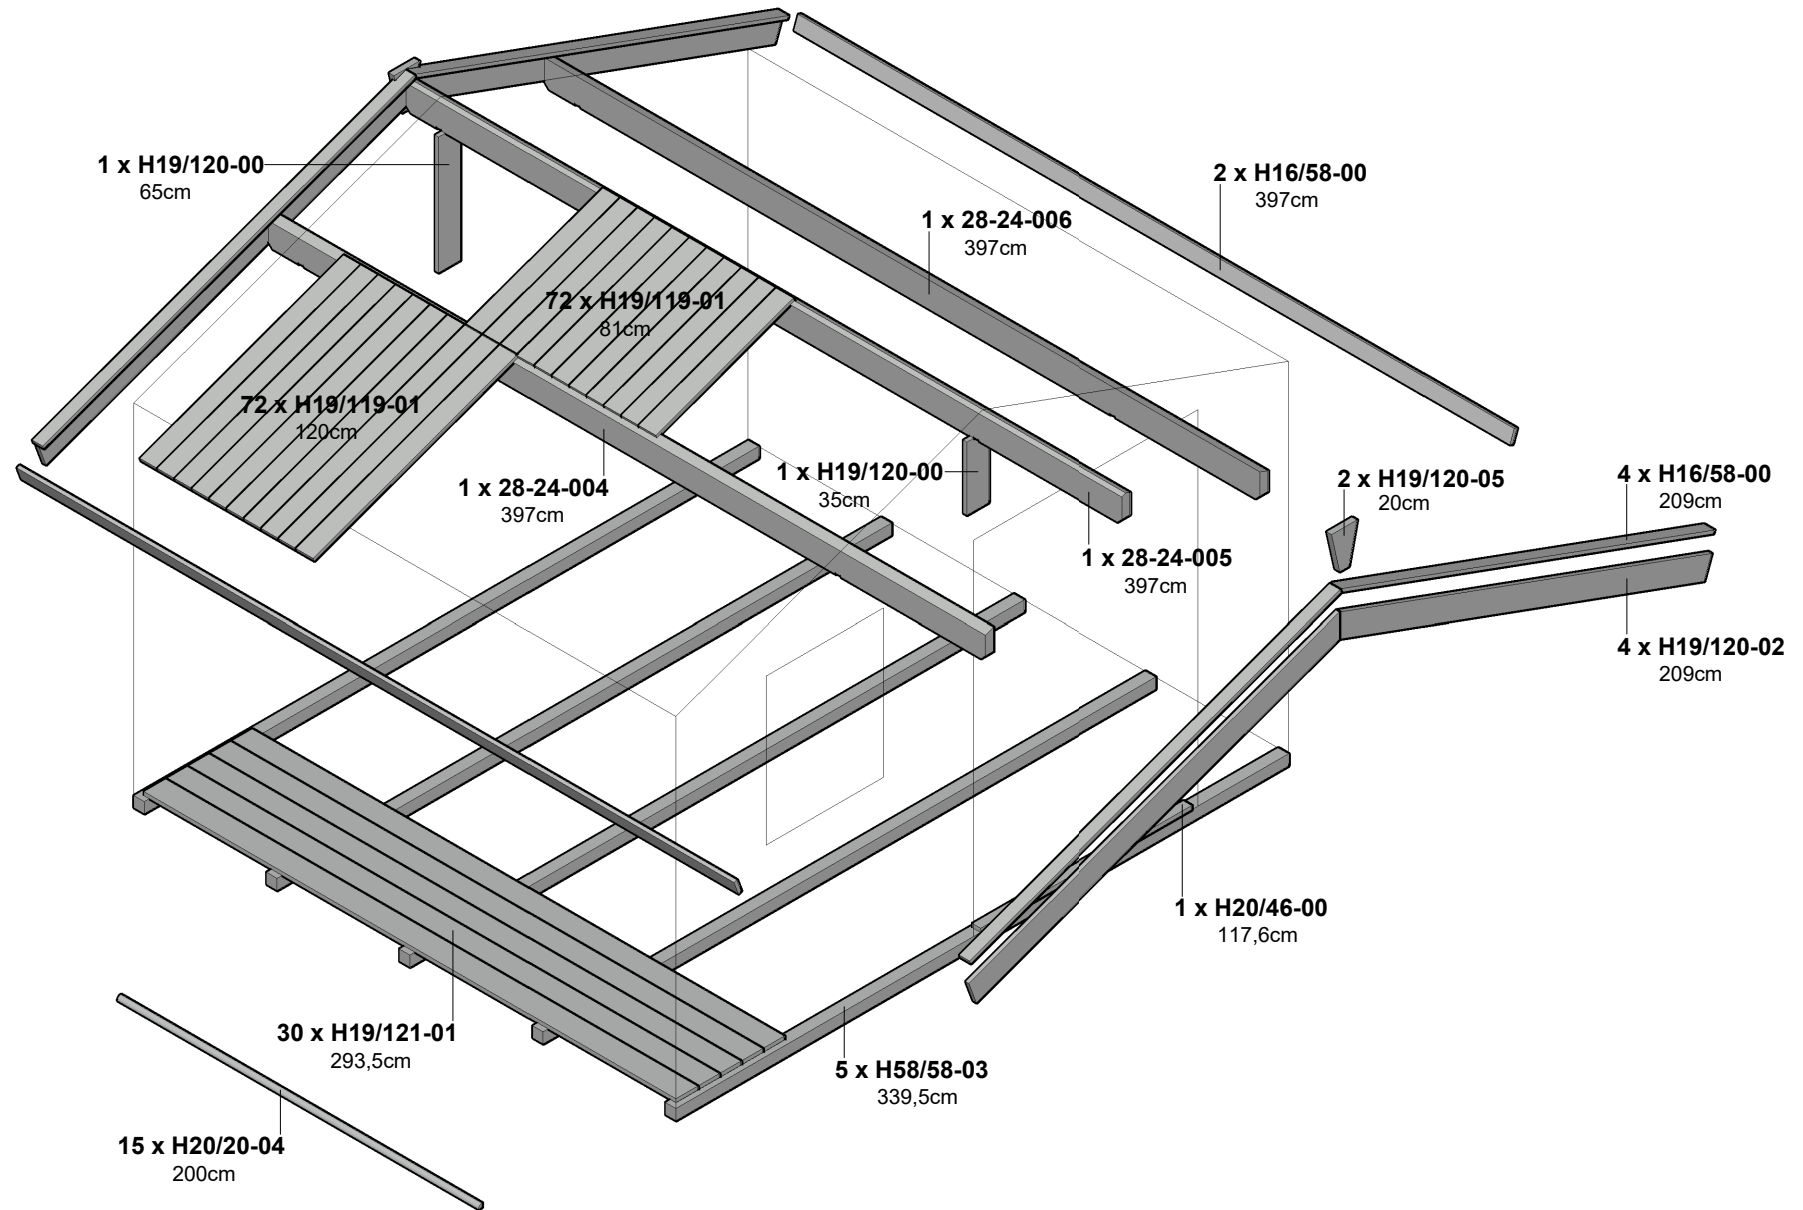 1 x H19/120-00
65cm
2 x H16/58-00
397cm
1 x 28-24-006
397cm
72 x H19/119-01
81cm
72 x H19/119-01
120cm
1 x 28-24-004
397cm
1 x H19/120-00
35cm
2 x H19/120-05
20cm
4 x H16/58-00
209cm
1 x 28-24-005
397cm
4 x H19/120-02
209cm
1 x H20/46-00
117,6cm
30 x H19/121-01
293,5cm
5 x H58/58-03
339,5cm
15 x H20/20-04
200cm